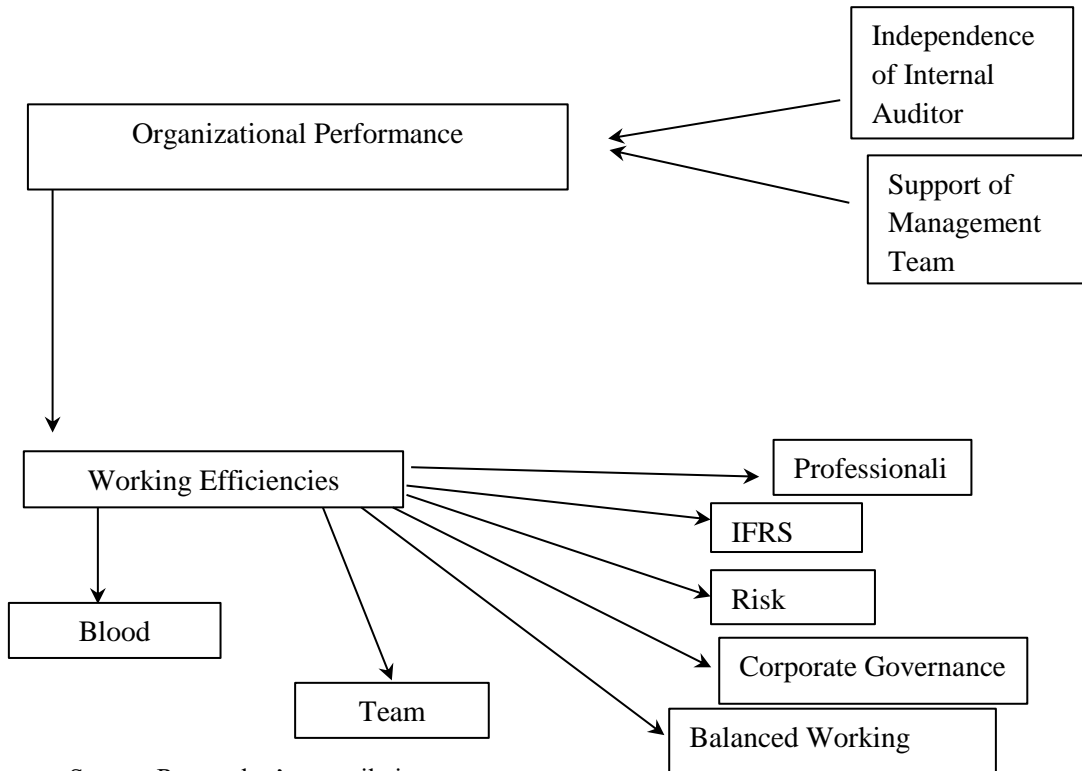 Independence
of Internal
Auditor
Organizational Performance
Support of
Management
Team
Working Efficiencies
Professionali
IFRS
Risk
Blood
Corporate Governance
Team
Balanced Working